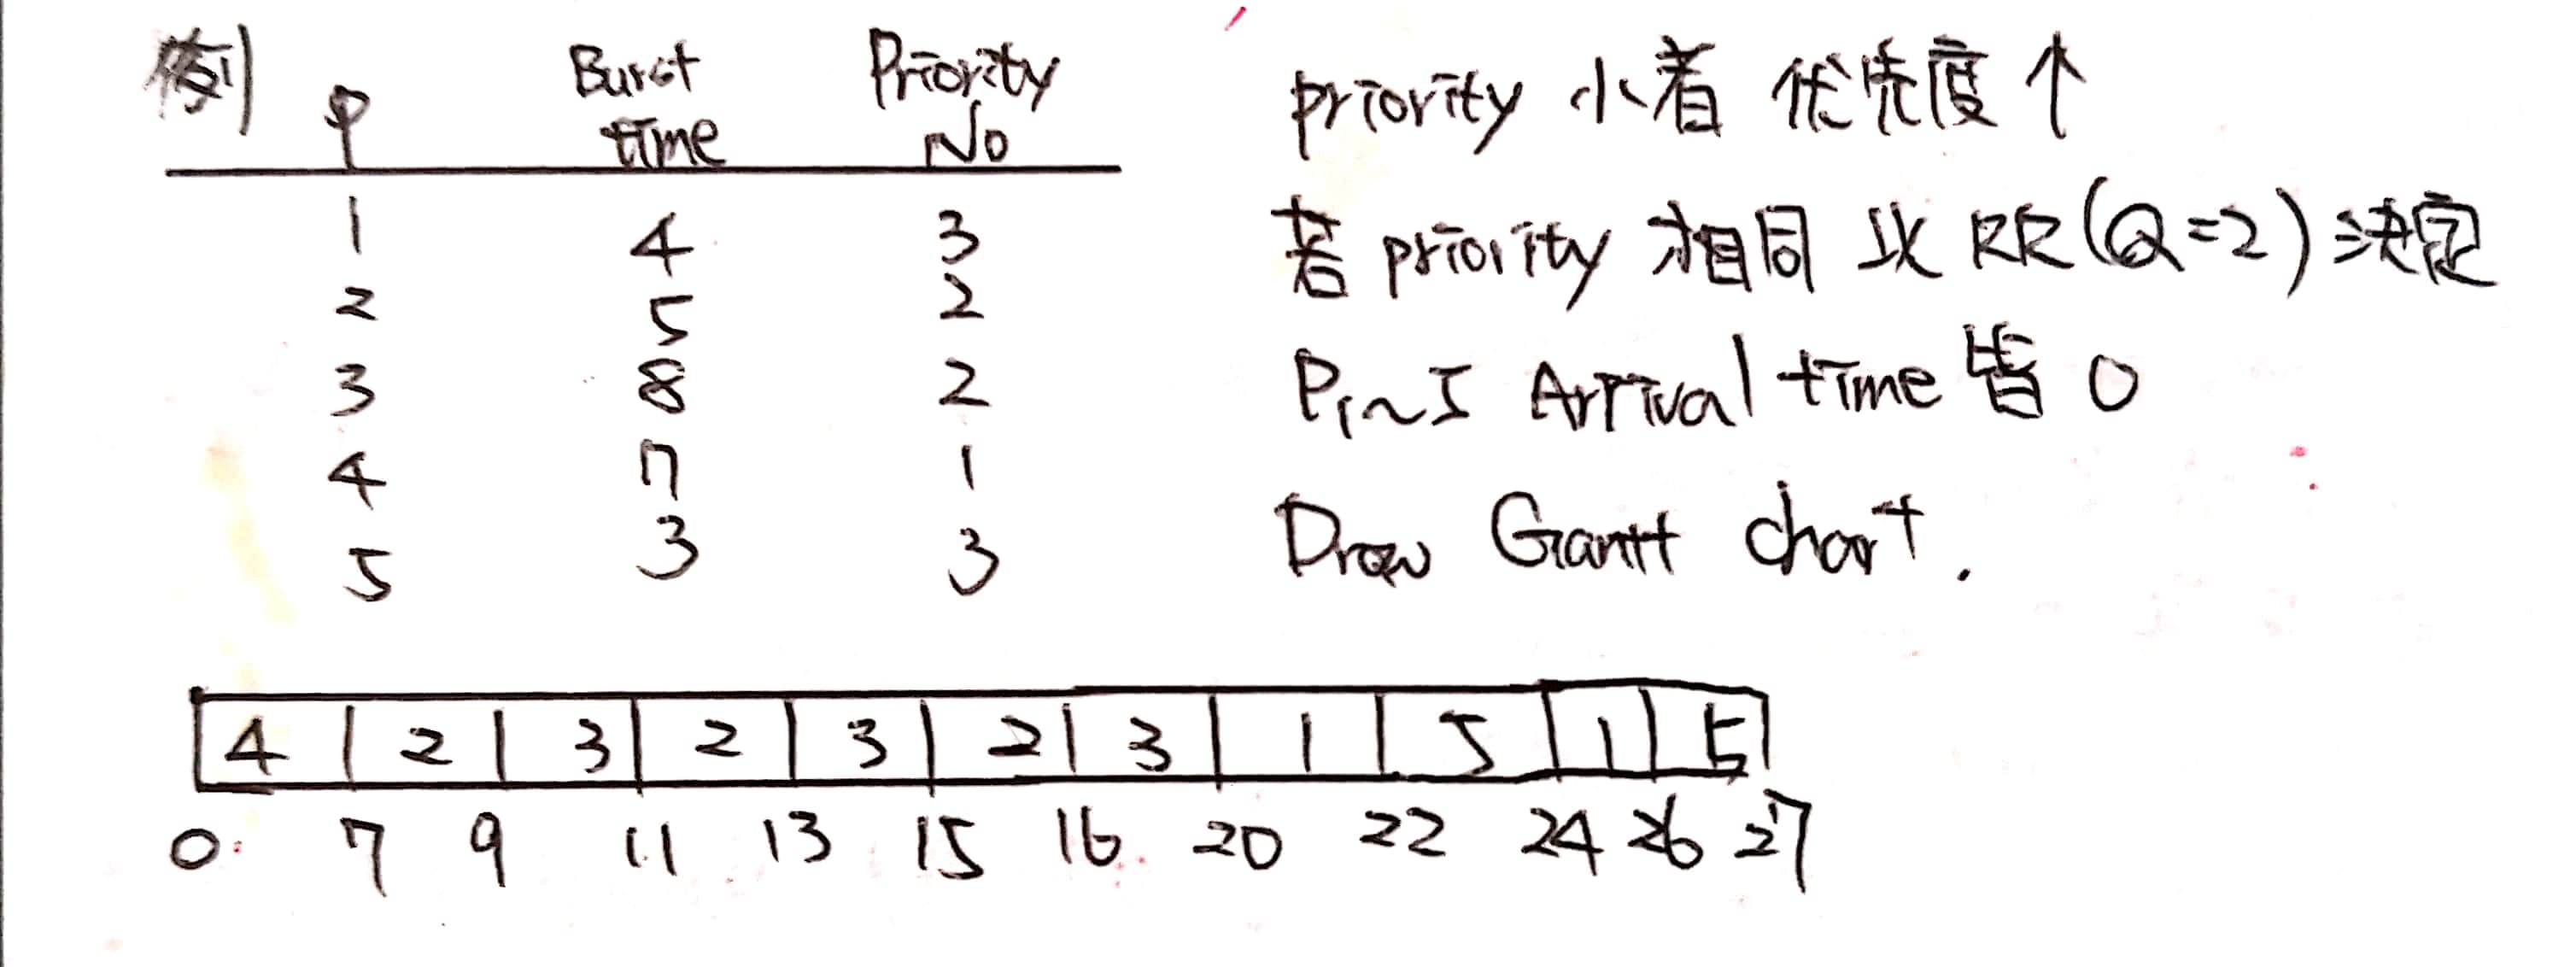 例
P Burst time Priority No
1 4 3
2 5 2
3 8 2
4 7 1
5 3 3
priority 小者 优先度 ↑
若 priority 相同 以 RR(Q=2) 決定
P1~5 Arrival time 皆 0
Draw Gantt chart.
4 2 3 2 3 2 3 1 5 1 5
0 7 9 11 13 15 16 20 22 24 26 27